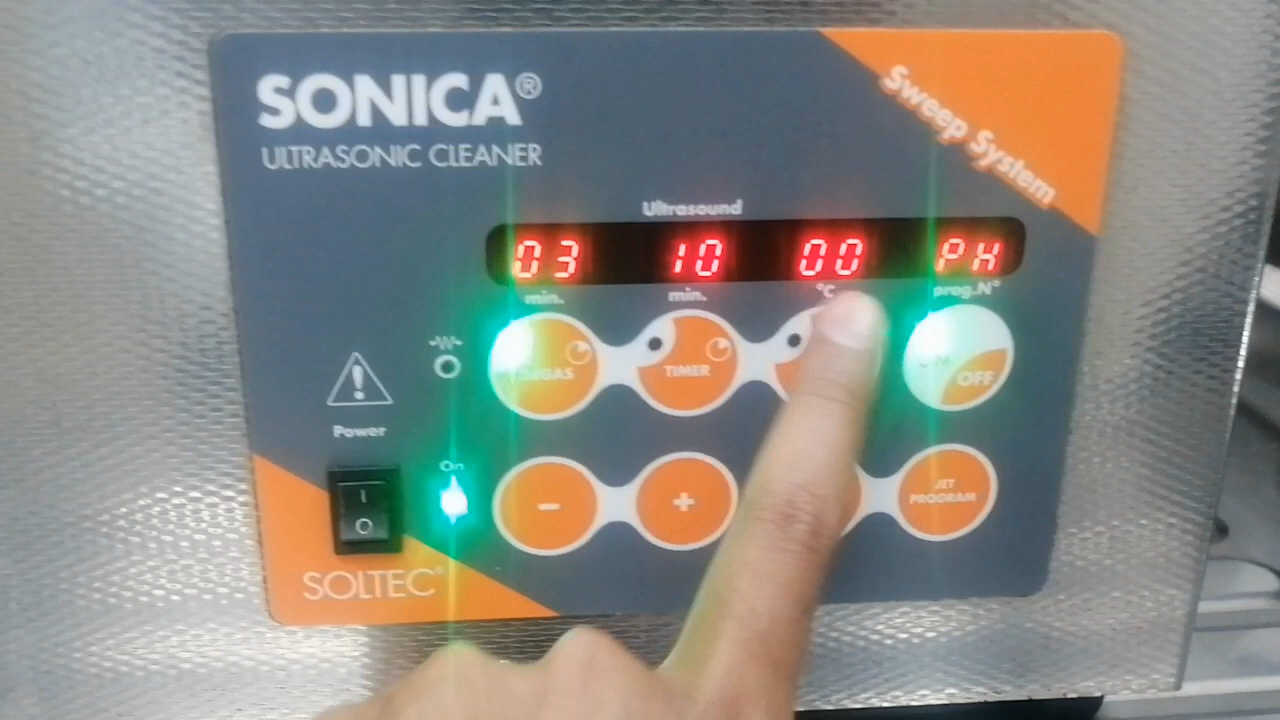 SONICA®
ULTRASONIC CLEANER
Sweep System
Ultrasound
03 10 00 PH
min. min. °C prog.N°
DEGAS TIMER OFF
Power
On
I
O
- +
JET
PROGRAM
SOLTEC®